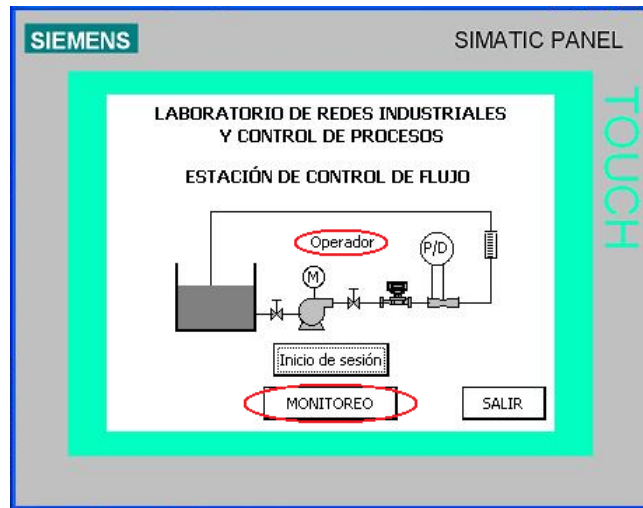 SIEMENS
SIMATIC PANEL
TOUCH
LABORATORIO DE REDES INDUSTRIALES
Y CONTROL DE PROCESOS
ESTACIÓN DE CONTROL DE FLUJO
Operador
P/D
M
Inicio de sesión
MONITOREO
SALIR